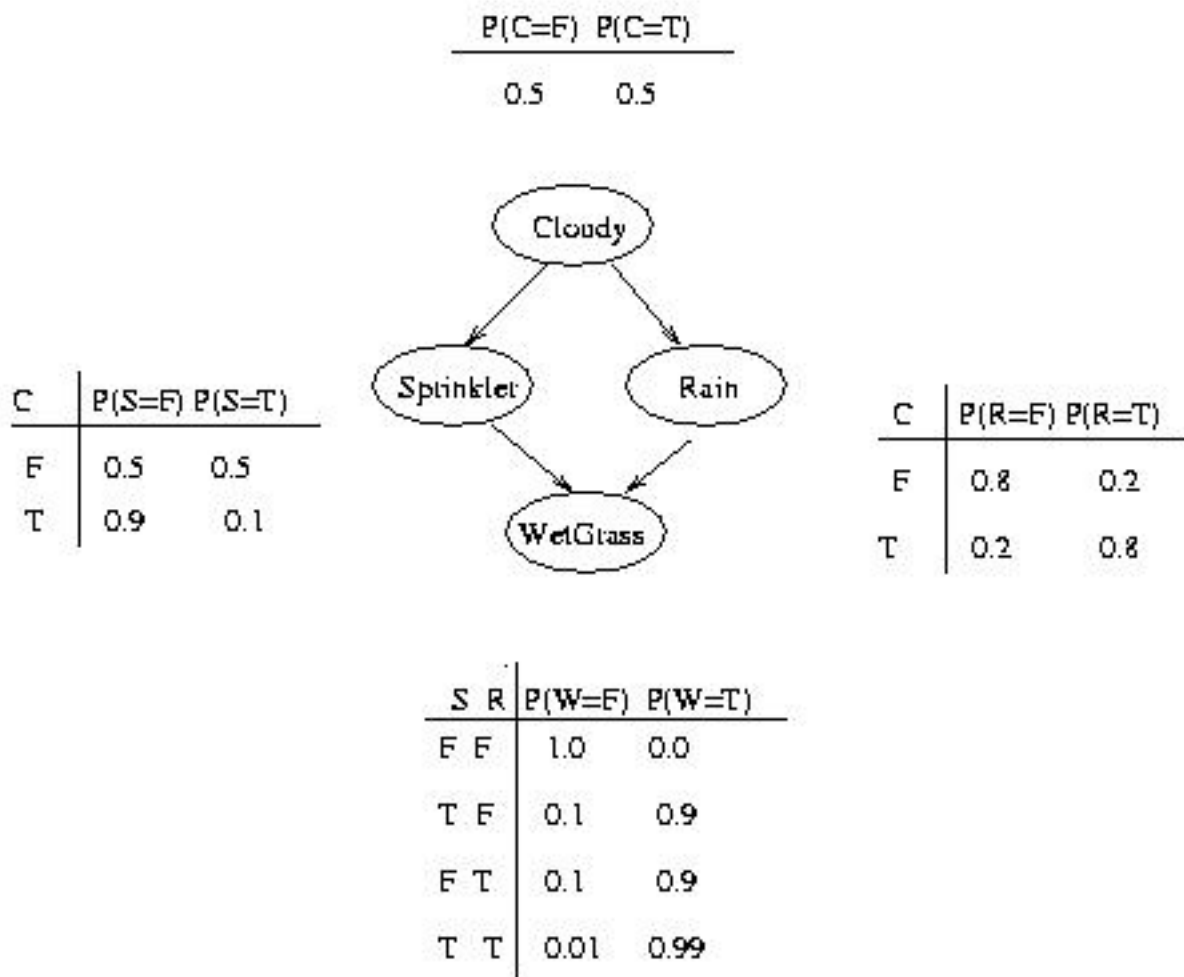 P(C=F) P(C=T)
0.5 0.5
Cloudy
Sprinkler
Rain
WetGrass
C P(S=F) P(S=T)
F 0.5 0.5
T 0.9 0.1
C P(R=F) P(R=T)
F 0.8 0.2
T 0.2 0.8
S R P(W=F) P(W=T)
F F 1.0 0.0
T F 0.1 0.9
F T 0.1 0.9
T T 0.01 0.99